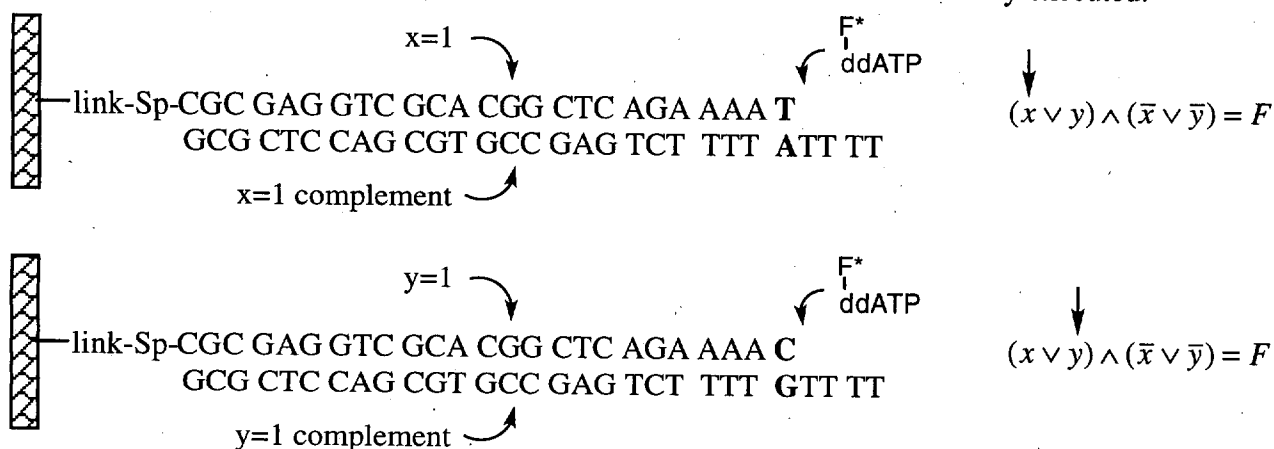 x=1
F*
ddATP
link-Sp-CGC GAG GTC GCA CGG CTC AGA AAA T
GCG CTC CAG CGT GCC GAG TCT TTT ATT TT
(x ∨ y) ∧ (x̄ ∨ ȳ) = F
x=1 complement
y=1
F*
ddATP
link-Sp-CGC GAG GTC GCA CGG CTC AGA AAA C
GCG CTC CAG CGT GCC GAG TCT TTT GTT TT
(x ∨ y) ∧ (x̄ ∨ ȳ) = F
y=1 complement